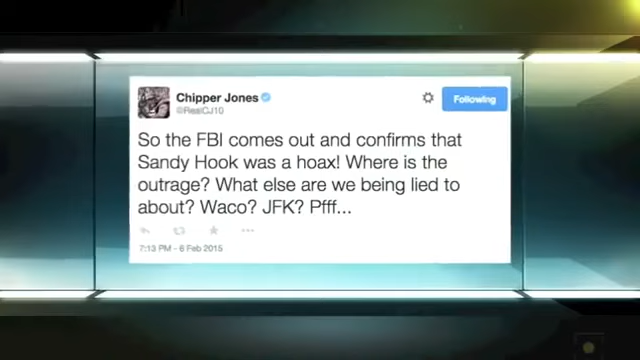 Chipper Jones
@RealCJ10
Following
So the FBI comes out and confirms that
Sandy Hook was a hoax! Where is the
outrage? What else are we being lied to
about? Waco? JFK? Pfff...
7:13 PM - 6 Feb 2015